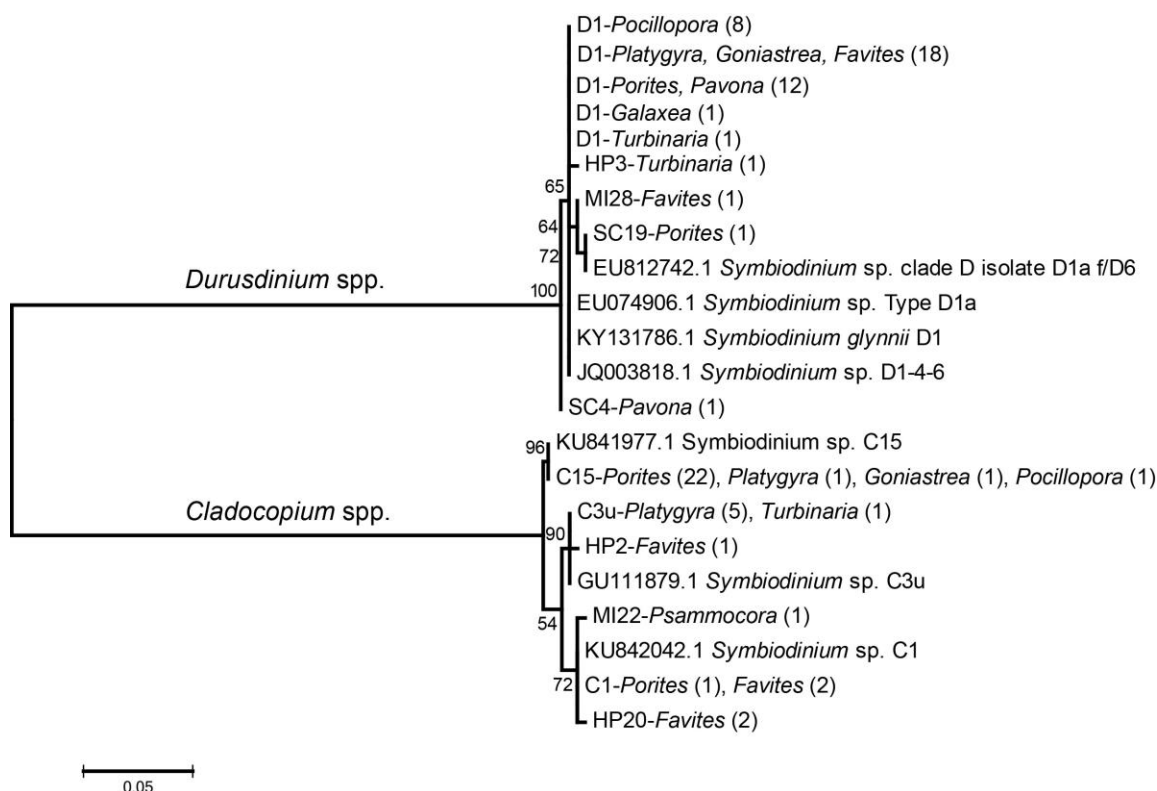 D1-Pocillopora (8)
D1-Platygyra, Goniastrea, Favites (18)
D1-Porites, Pavona (12)
D1-Galaxea (1)
D1-Turbinaria (1)
HP3-Turbinaria (1)
65
MI28-Favites (1)
64
SC19-Porites (1)
72
EU812742.1 Symbiodinium sp. clade D isolate D1a f/D6
Durusdinium spp.
100
EU074906.1 Symbiodinium sp. Type D1a
KY131786.1 Symbiodinium glynnii D1
JQ003818.1 Symbiodinium sp. D1-4-6
SC4-Pavona (1)
96
KU841977.1 Symbiodinium sp. C15
C15-Porites (22), Platygyra (1), Goniastrea (1), Pocillopora (1)
Cladocopium spp.
C3u-Platygyra (5), Turbinaria (1)
90
HP2-Favites (1)
GU111879.1 Symbiodinium sp. C3u
54
MI22-Psammocora (1)
KU842042.1 Symbiodinium sp. C1
72
C1-Porites (1), Favites (2)
HP20-Favites (2)
0.05